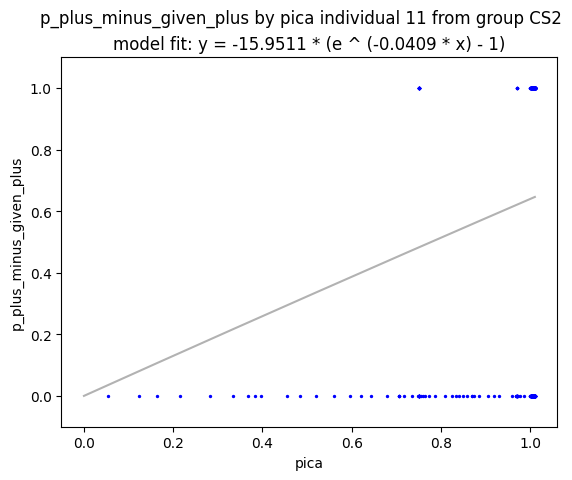 p_plus_minus_given_plus by pica individual 11 from group CS2
model fit: y = -15.9511 * (e ^ (-0.0409 * x) - 1)
p_plus_minus_given_plus
1.0
0.8
0.6
0.4
0.2
0.0
0.0 0.2 0.4 0.6 0.8 1.0
pica